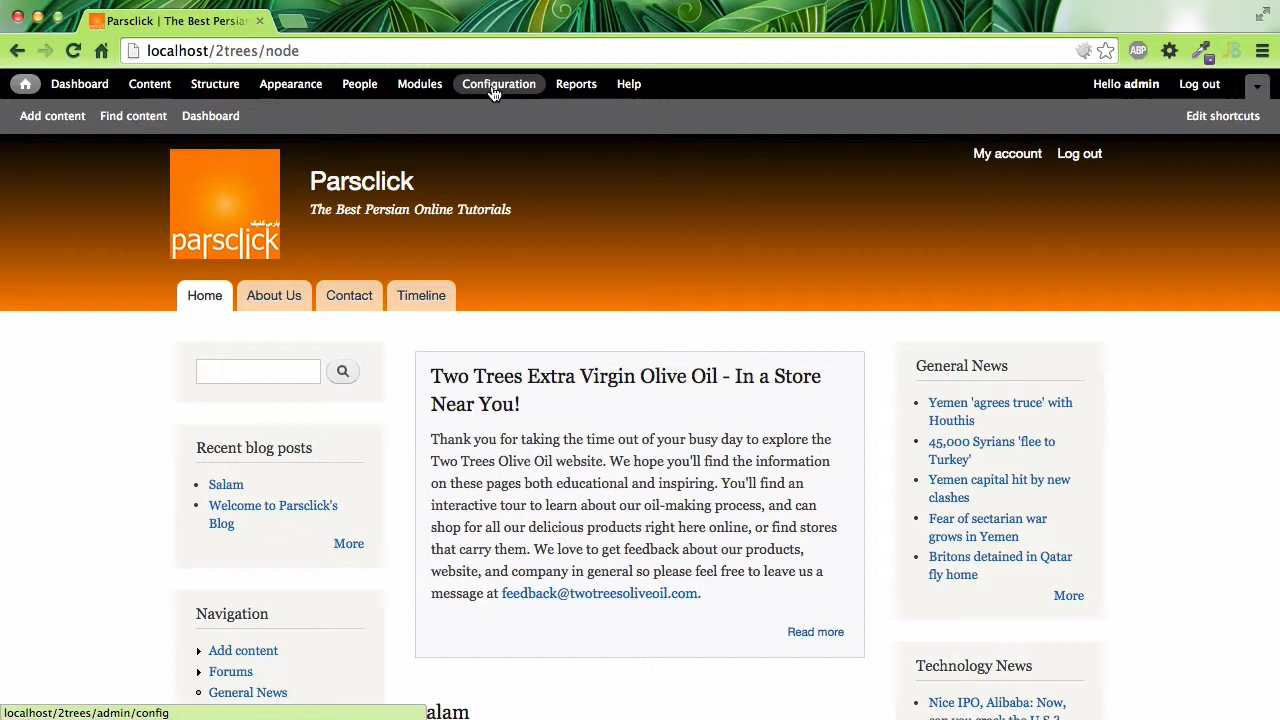 Parsclick | The Best Persian
localhost/2trees/node
ABP
Dashboard Content Structure Appearance People Modules Configuration Reports Help Hello admin Log out
Add content Find content Dashboard Edit shortcuts
My account Log out
Parsclick
The Best Persian Online Tutorials
پارس کلیک
parsclick
Home About Us Contact Timeline
Two Trees Extra Virgin Olive Oil - In a Store
Near You!
Thank you for taking the time out of your busy day to explore the
Two Trees Olive Oil website. We hope you'll find the information
on these pages both educational and inspiring. You'll find an
interactive tour to learn about our oil-making process, and can
shop for all our delicious products right here online, or find stores
that carry them. We love to get feedback about our products,
website, and company in general so please feel free to leave us a
message at feedback@twotreesoliveoil.com.
Read more
Recent blog posts
Salam
Welcome to Parsclick's
Blog
More
Navigation
Add content
Forums
General News
General News
Yemen 'agrees truce' with
Houthis
45,000 Syrians 'flee to
Turkey'
Yemen capital hit by new
clashes
Fear of sectarian war
grows in Yemen
Britons detained in Qatar
fly home
More
Technology News
Nice IPO, Alibaba: Now,
can you crack the U.S.?
alam
localhost/2trees/admin/config